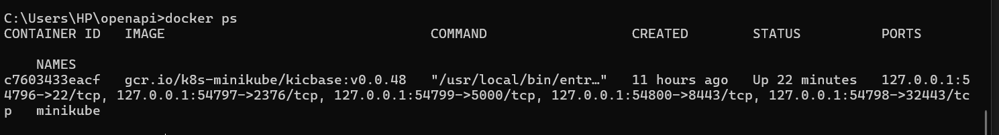 C:\Users\HP\openapi>docker ps
CONTAINER ID   IMAGE                                 COMMAND                  CREATED        STATUS          PORTS
    NAMES
c7603433eacf   gcr.io/k8s-minikube/kicbase:v0.0.48   "/usr/local/bin/entr…"   11 hours ago   Up 22 minutes   127.0.0.1:5
4796->22/tcp, 127.0.0.1:54797->2376/tcp, 127.0.0.1:54799->5000/tcp, 127.0.0.1:54800->8443/tcp, 127.0.0.1:54798->32443/tc
p   minikube